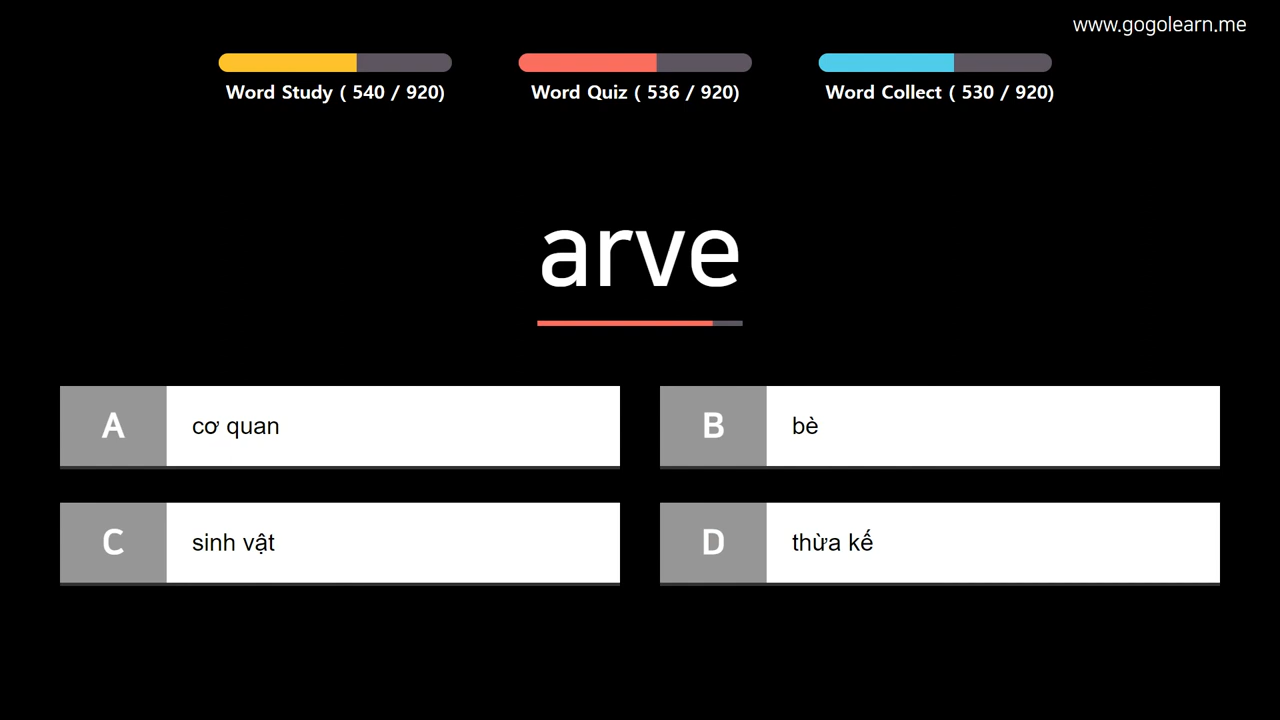 www.gogolearn.me
Word Study ( 540 / 920)
Word Quiz ( 536 / 920)
Word Collect ( 530 / 920)
arve
A
cơ quan
B
bè
C
sinh vật
D
thừa kế